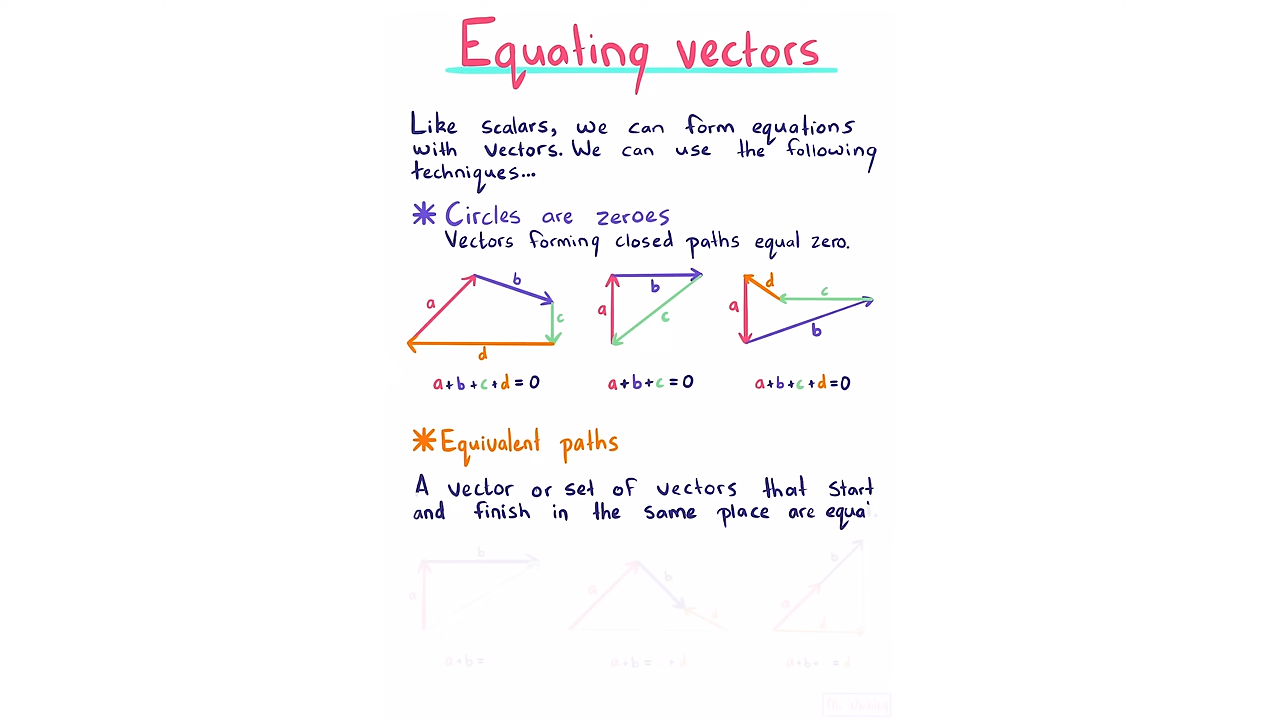 Equating vectors
Like scalars, we can form equations
with vectors. We can use the following
techniques...
* Circles are zeroes
Vectors forming closed paths equal zero.
a b c d
a b c
a b c d
a+b+c+d=0 a+b+c=0 a+b+c+d=0
* Equivalent paths
A vector or set of vectors that start
and finish in the same place are equal.
a b
a b d
a b d
a+b= a+b= +d a+b+ =d